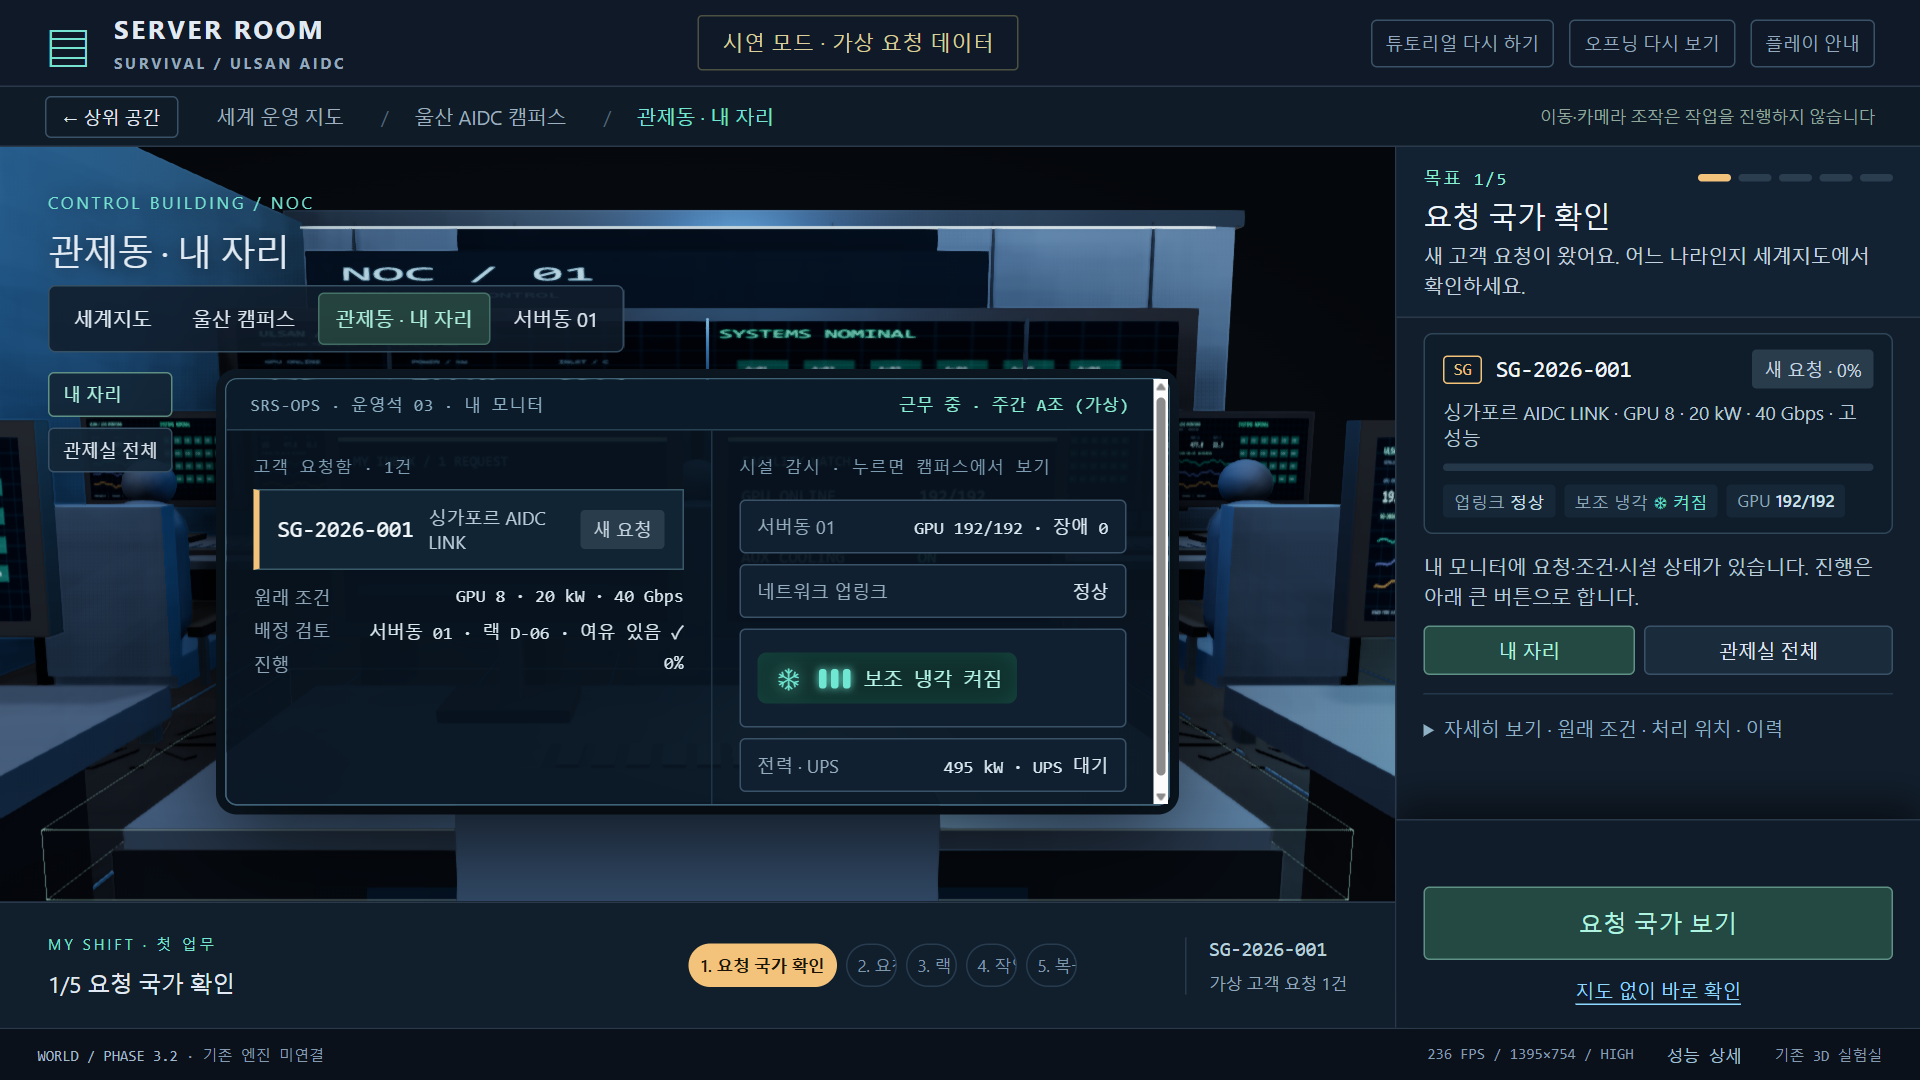 SERVER ROOM
SURVIVAL / ULSAN AIDC
시연 모드 · 가상 요청 데이터
튜토리얼 다시 하기
오프닝 다시 보기
플레이 안내
← 상위 공간
세계 운영 지도 / 울산 AIDC 캠퍼스 / 관제동 · 내 자리
이동·카메라 조작은 작업을 진행하지 않습니다
CONTROL BUILDING / NOC
관제동 · 내 자리
NOC / 01
세계지도
울산 캠퍼스
관제동 · 내 자리
서버동 01
SYSTEMS NOMINAL
내 자리
관제실 전체
SRS-OPS · 운영석 03 · 내 모니터
근무 중 · 주간 A조 (가상)
고객 요청함 · 1건
SG-2026-001
싱가포르 AIDC
LINK
새 요청
원래 조건
GPU 8 · 20 kW · 40 Gbps
배정 검토
서버동 01 · 랙 D-06 · 여유 있음 ✓
진행
0%
시설 감시 · 누르면 캠퍼스에서 보기
서버동 01
GPU 192/192 · 장애 0
네트워크 업링크
정상
보조 냉각 켜짐
전력 · UPS
495 kW · UPS 대기
목표 1/5
요청 국가 확인
새 고객 요청이 왔어요. 어느 나라인지 세계지도에서
확인하세요.
SG
SG-2026-001
새 요청 · 0%
싱가포르 AIDC LINK · GPU 8 · 20 kW · 40 Gbps · 고
성능
업링크 정상
보조 냉각 ❄ 켜짐
GPU 192/192
내 모니터에 요청·조건·시설 상태가 있습니다. 진행은
아래 큰 버튼으로 합니다.
내 자리
관제실 전체
▶ 자세히 보기 · 원래 조건 · 처리 위치 · 이력
요청 국가 보기
지도 없이 바로 확인
MY SHIFT · 첫 업무
1/5 요청 국가 확인
1. 요청 국가 확인
2. 요
3. 랙
4. 작
5. 복
SG-2026-001
가상 고객 요청 1건
WORLD / PHASE 3.2 · 기존 엔진 미연결
236 FPS / 1395×754 / HIGH
성능 상세
기존 3D 실험실